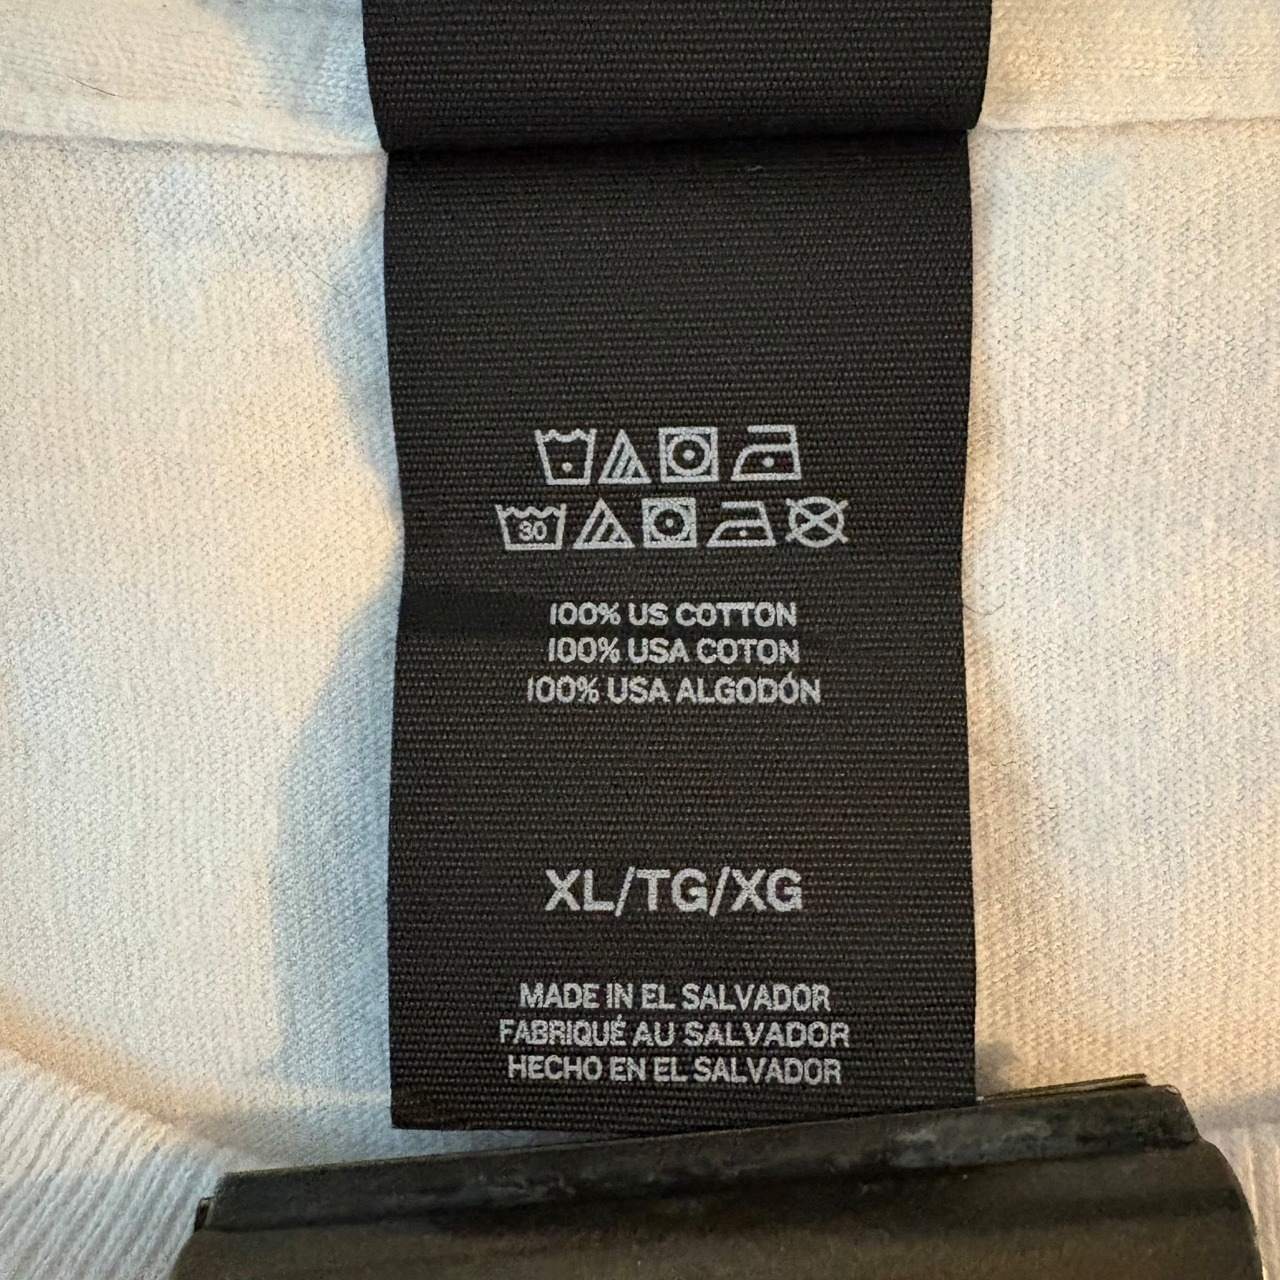 30
100% US COTTON
100% USA COTON
100% USA ALGODÓN
XL/TG/XG
MADE IN EL SALVADOR
FABRIQUÉ AU SALVADOR
HECHO EN EL SALVADOR